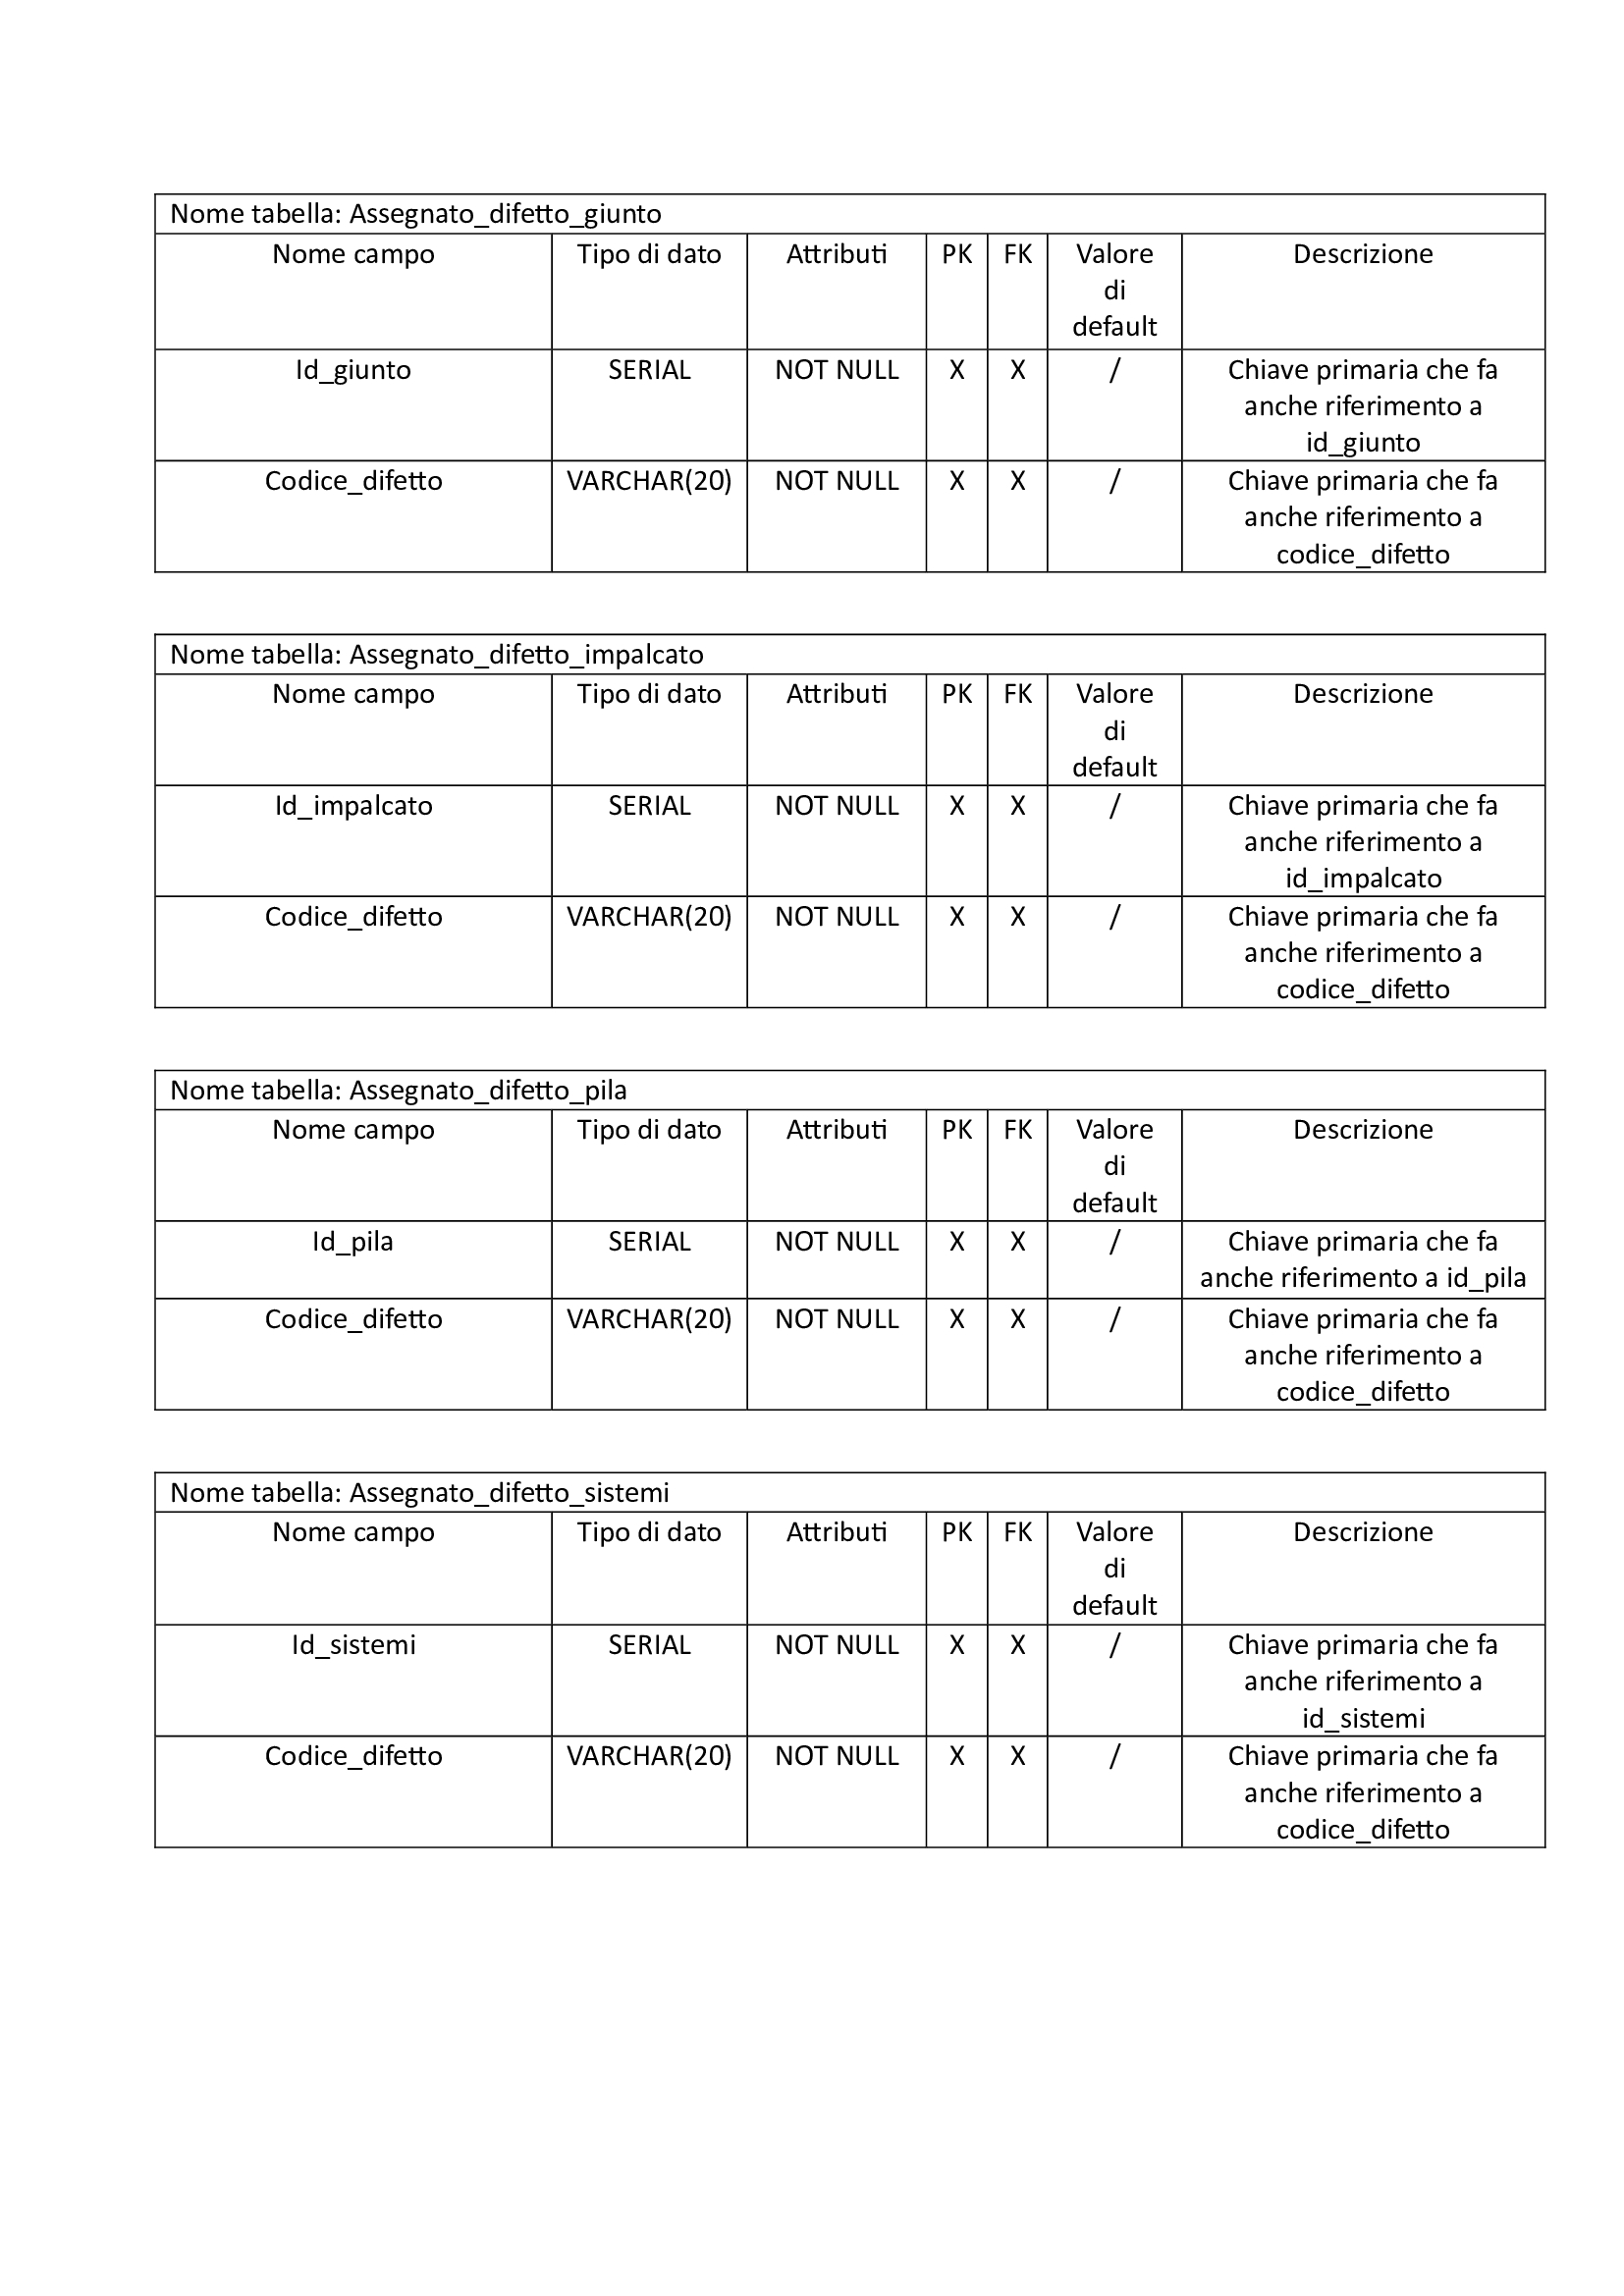 Nome tabella: Assegnato_difetto_giunto
Nome campo Tipo di dato Attributi PK FK Valore di default Descrizione
Id_giunto SERIAL NOT NULL X X / Chiave primaria che fa anche riferimento a id_giunto
Codice_difetto VARCHAR(20) NOT NULL X X / Chiave primaria che fa anche riferimento a codice_difetto
Nome tabella: Assegnato_difetto_impalcato
Nome campo Tipo di dato Attributi PK FK Valore di default Descrizione
Id_impalcato SERIAL NOT NULL X X / Chiave primaria che fa anche riferimento a id_impalcato
Codice_difetto VARCHAR(20) NOT NULL X X / Chiave primaria che fa anche riferimento a codice_difetto
Nome tabella: Assegnato_difetto_pila
Nome campo Tipo di dato Attributi PK FK Valore di default Descrizione
Id_pila SERIAL NOT NULL X X / Chiave primaria che fa anche riferimento a id_pila
Codice_difetto VARCHAR(20) NOT NULL X X / Chiave primaria che fa anche riferimento a codice_difetto
Nome tabella: Assegnato_difetto_sistemi
Nome campo Tipo di dato Attributi PK FK Valore di default Descrizione
Id_sistemi SERIAL NOT NULL X X / Chiave primaria che fa anche riferimento a id_sistemi
Codice_difetto VARCHAR(20) NOT NULL X X / Chiave primaria che fa anche riferimento a codice_difetto